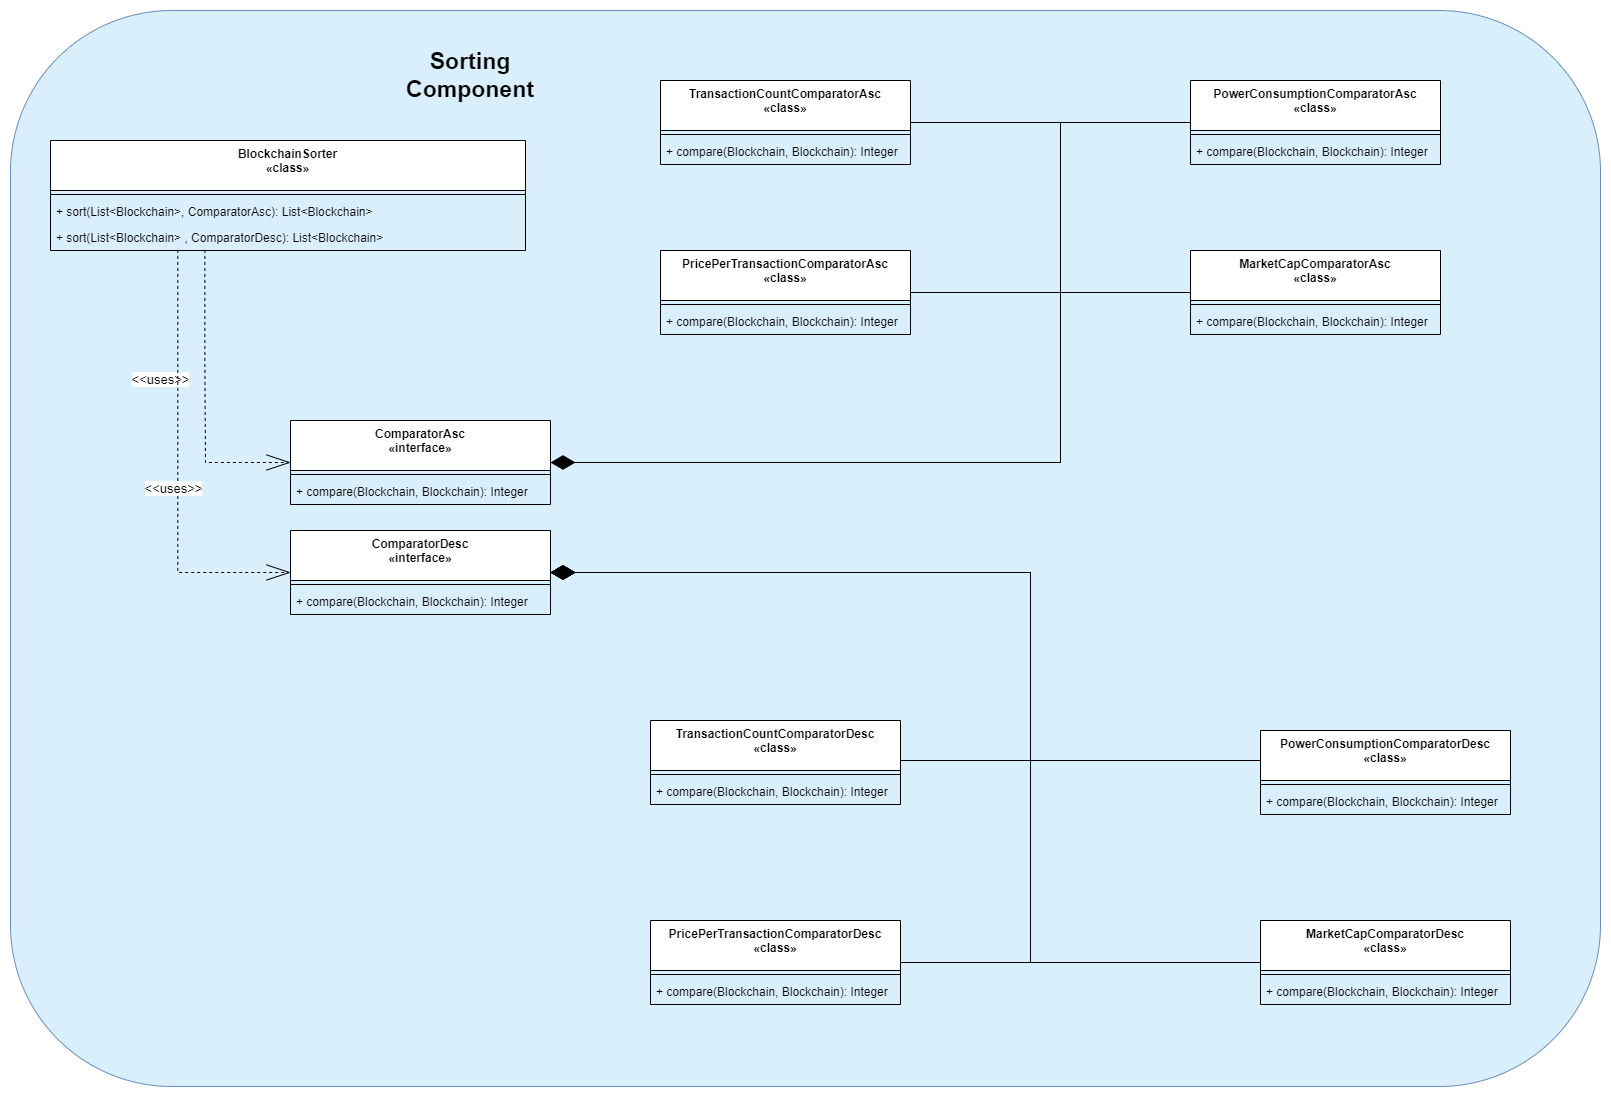 Sorting
Component
BlockchainSorter
«class»
+ sort(List<Blockchain>, ComparatorAsc): List<Blockchain>
+ sort(List<Blockchain> , ComparatorDesc): List<Blockchain>
TransactionCountComparatorAsc
«class»
+ compare(Blockchain, Blockchain): Integer
PowerConsumptionComparatorAsc
«class»
+ compare(Blockchain, Blockchain): Integer
PricePerTransactionComparatorAsc
«class»
+ compare(Blockchain, Blockchain): Integer
MarketCapComparatorAsc
«class»
+ compare(Blockchain, Blockchain): Integer
<<uses>>
ComparatorAsc
«interface»
+ compare(Blockchain, Blockchain): Integer
<<uses>>
ComparatorDesc
«interface»
+ compare(Blockchain, Blockchain): Integer
TransactionCountComparatorDesc
«class»
+ compare(Blockchain, Blockchain): Integer
PowerConsumptionComparatorDesc
«class»
+ compare(Blockchain, Blockchain): Integer
PricePerTransactionComparatorDesc
«class»
+ compare(Blockchain, Blockchain): Integer
MarketCapComparatorDesc
«class»
+ compare(Blockchain, Blockchain): Integer